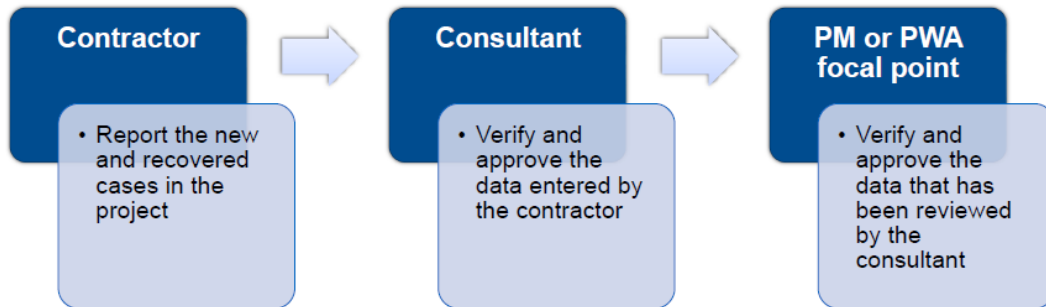 Contractor
• Report the new
and recovered
cases in the
project
Consultant
• Verify and
approve the
data entered by
the contractor
PM or PWA
focal point
• Verify and
approve the
data that has
been reviewed
by the
consultant